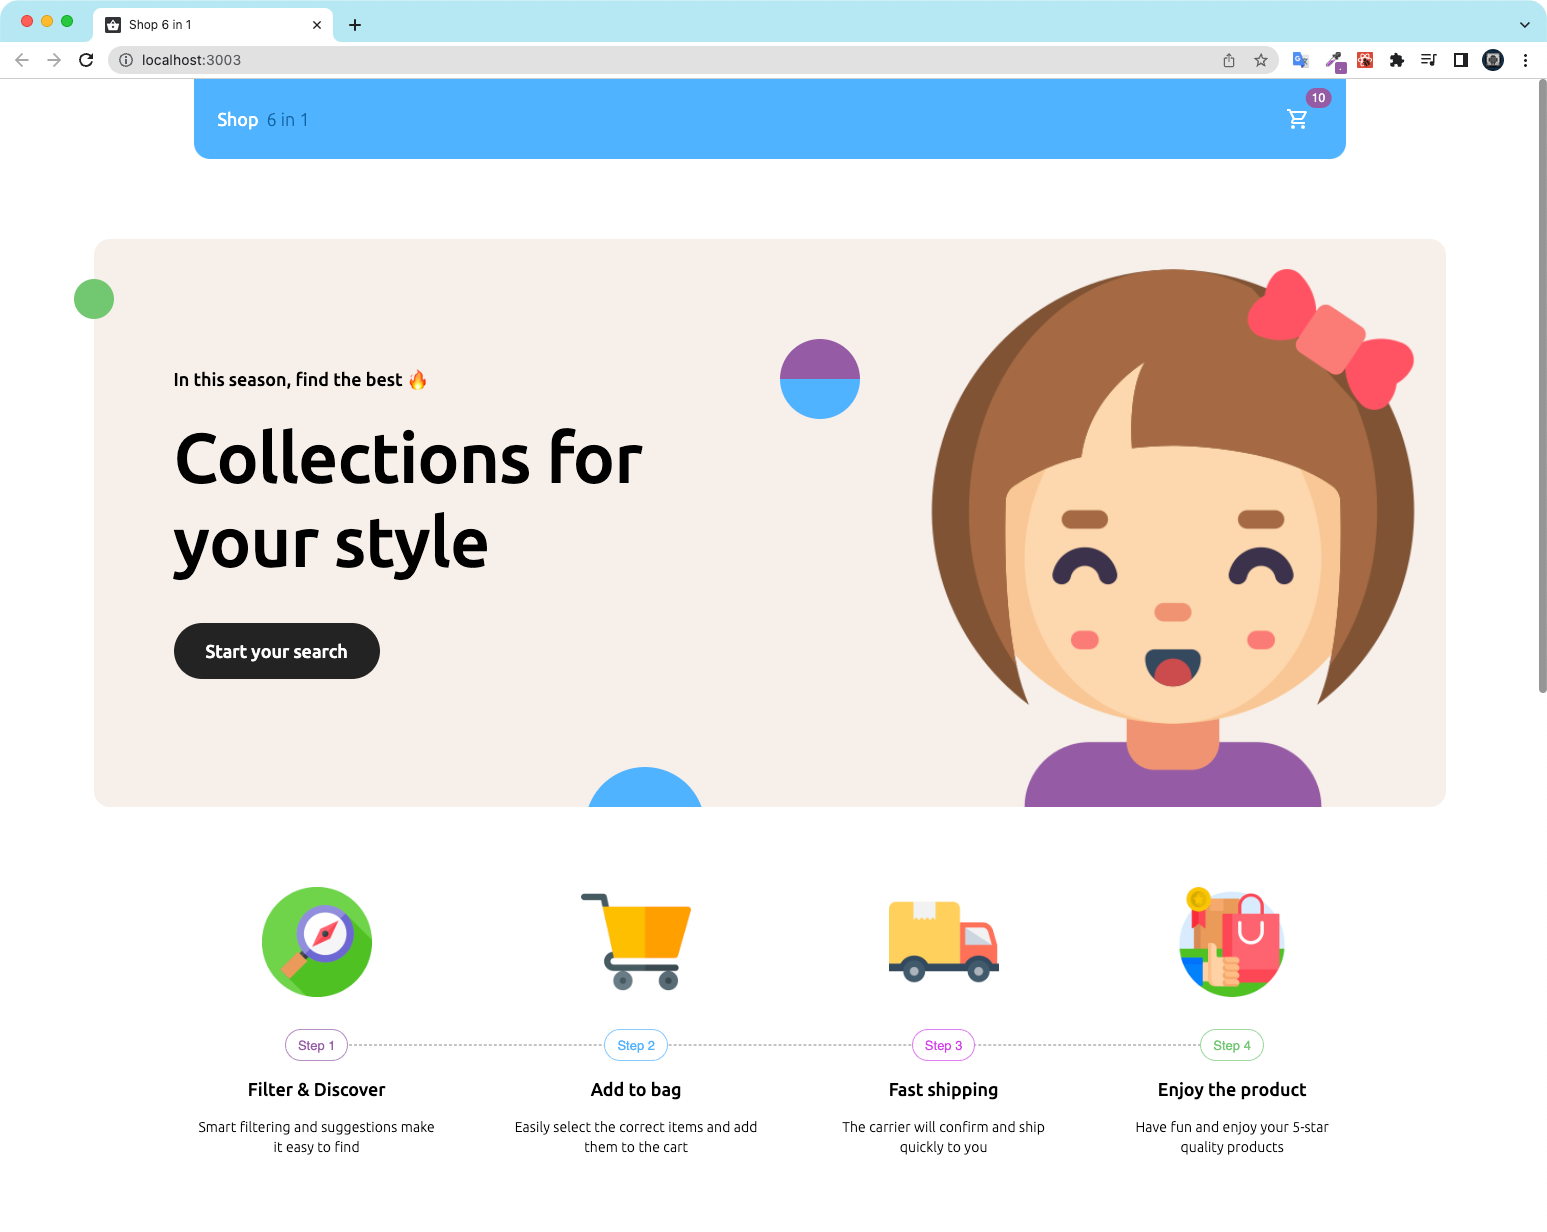 Shop 6 in 1
localhost:3003
Shop 6 in 1
10
In this season, find the best 🔥
Collections for
your style
Start your search
Step 1
Step 2
Step 3
Step 4
Filter & Discover
Add to bag
Fast shipping
Enjoy the product
Smart filtering and suggestions make
it easy to find
Easily select the correct items and add
them to the cart
The carrier will confirm and ship
quickly to you
Have fun and enjoy your 5-star
quality products